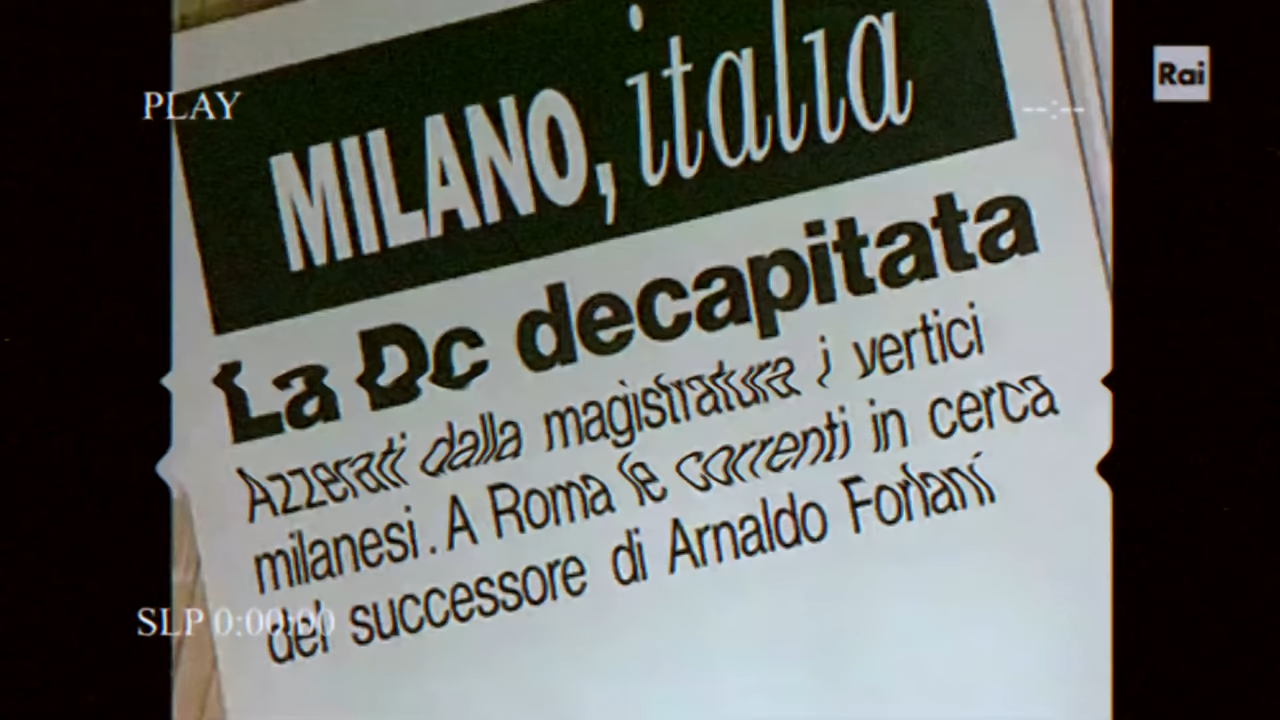 Rai
PLAY
--:--
MILANO, italia
La Dc decapitata
Azzerati dalla magistratura i vertici
milanesi. A Roma le correnti in cerca
del successore di Arnaldo Forlani
SLP 0:00:00